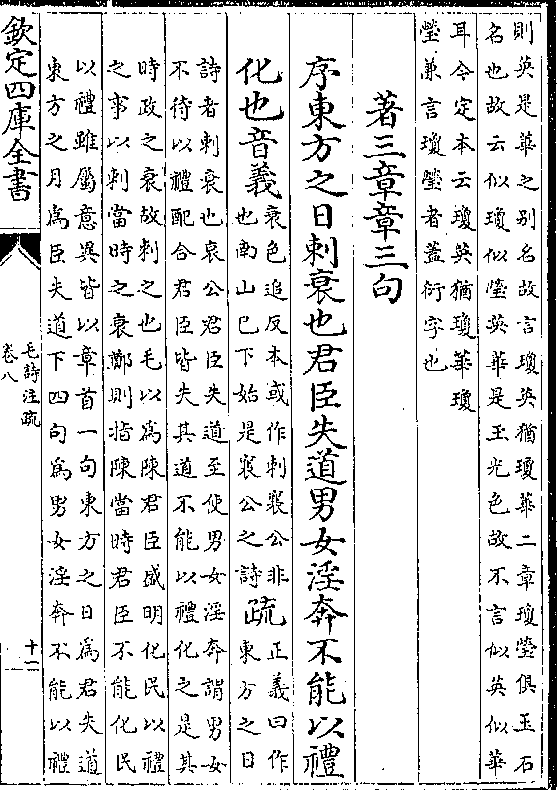 則英是華之别名故言瓊英猶瓊華二章瓊瑩俱玉石
名也故云似瓊似瑩英華是玉光色故不言似英似華
耳今定本云瓊英猶瓊華瓊
瑩兼言瓊瑩者葢衍字也
著三章章三句
序東方之日刺衰也君臣失道男女淫奔不能以禮
化也音義
衰色追反本或作刺襄公非
也南山已下始是襄公之詩
疏
正義曰作
東方之日
詩者刺衰也哀公君臣失道至使男女淫奔謂男女
不待以禮配合君臣皆失其道不能以禮化之是其
時政之衰故刺之也毛以為陳君臣盛明化民以禮
之事以刺當時之衰鄭則指陳當時君臣不能化民
以禮雖屬意異皆以章首一句東方之日為君失道
東方之月為臣失道下四句為男女淫奔不能以禮
欽定四庫全書
毛詩注疏
卷八
十二